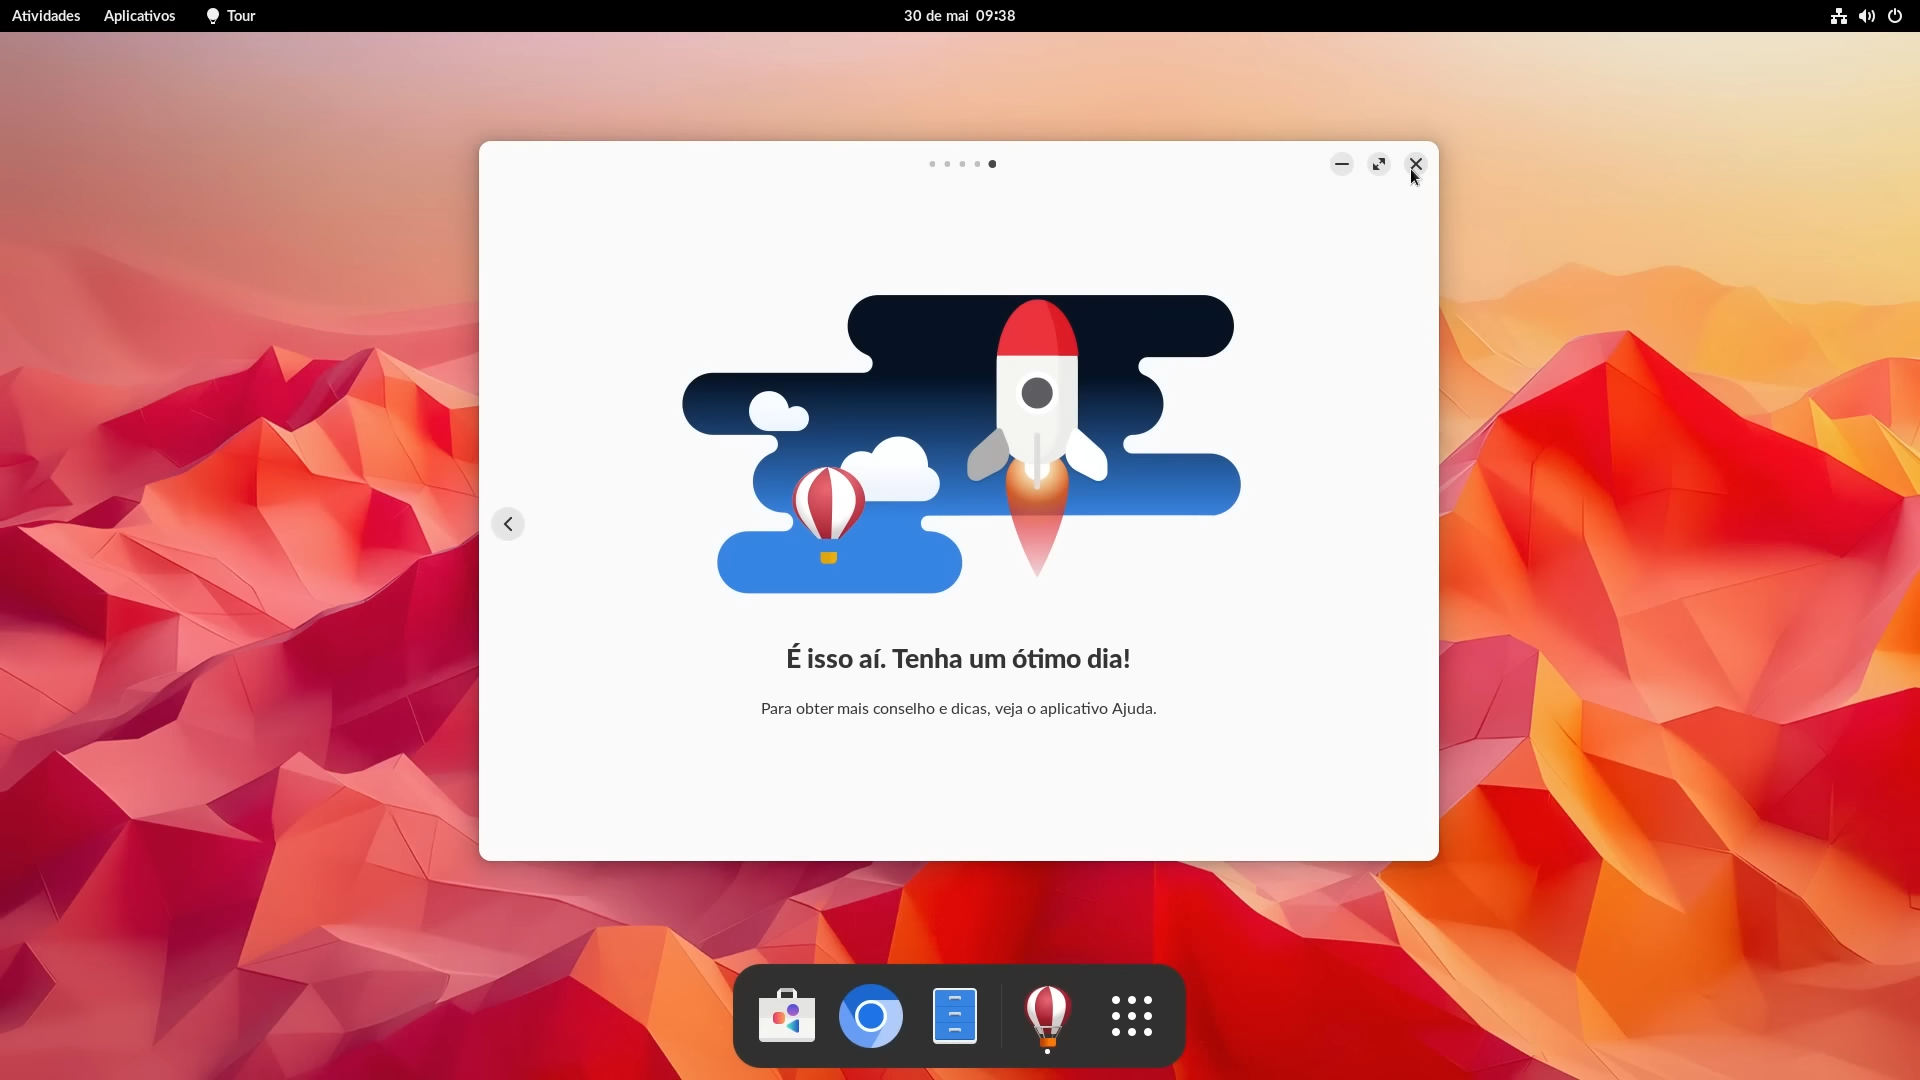 Atividades Aplicativos Tour 30 de mai 09:38
É isso aí. Tenha um ótimo dia!
Para obter mais conselho e dicas, veja o aplicativo Ajuda.